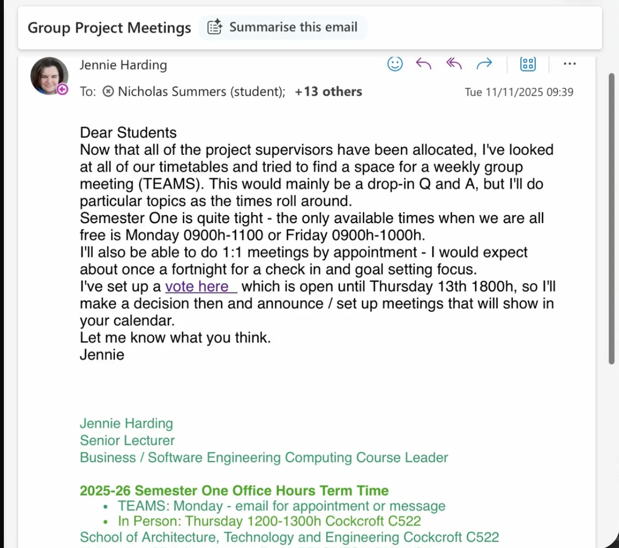 Group Project Meetings
Summarise this email
Jennie Harding
To: Nicholas Summers (student); +13 others
Tue 11/11/2025 09:39
Dear Students
Now that all of the project supervisors have been allocated, I've looked
at all of our timetables and tried to find a space for a weekly group
meeting (TEAMS). This would mainly be a drop-in Q and A, but I'll do
particular topics as the times roll around.
Semester One is quite tight - the only available times when we are all
free is Monday 0900h-1100 or Friday 0900h-1000h.
I'll also be able to do 1:1 meetings by appointment - I would expect
about once a fortnight for a check in and goal setting focus.
I've set up a vote here which is open until Thursday 13th 1800h, so I'll
make a decision then and announce / set up meetings that will show in
your calendar.
Let me know what you think.
Jennie
Jennie Harding
Senior Lecturer
Business / Software Engineering Computing Course Leader
2025-26 Semester One Office Hours Term Time
• TEAMS: Monday - email for appointment or message
• In Person: Thursday 1200-1300h Cockcroft C522
School of Architecture, Technology and Engineering Cockcroft C522